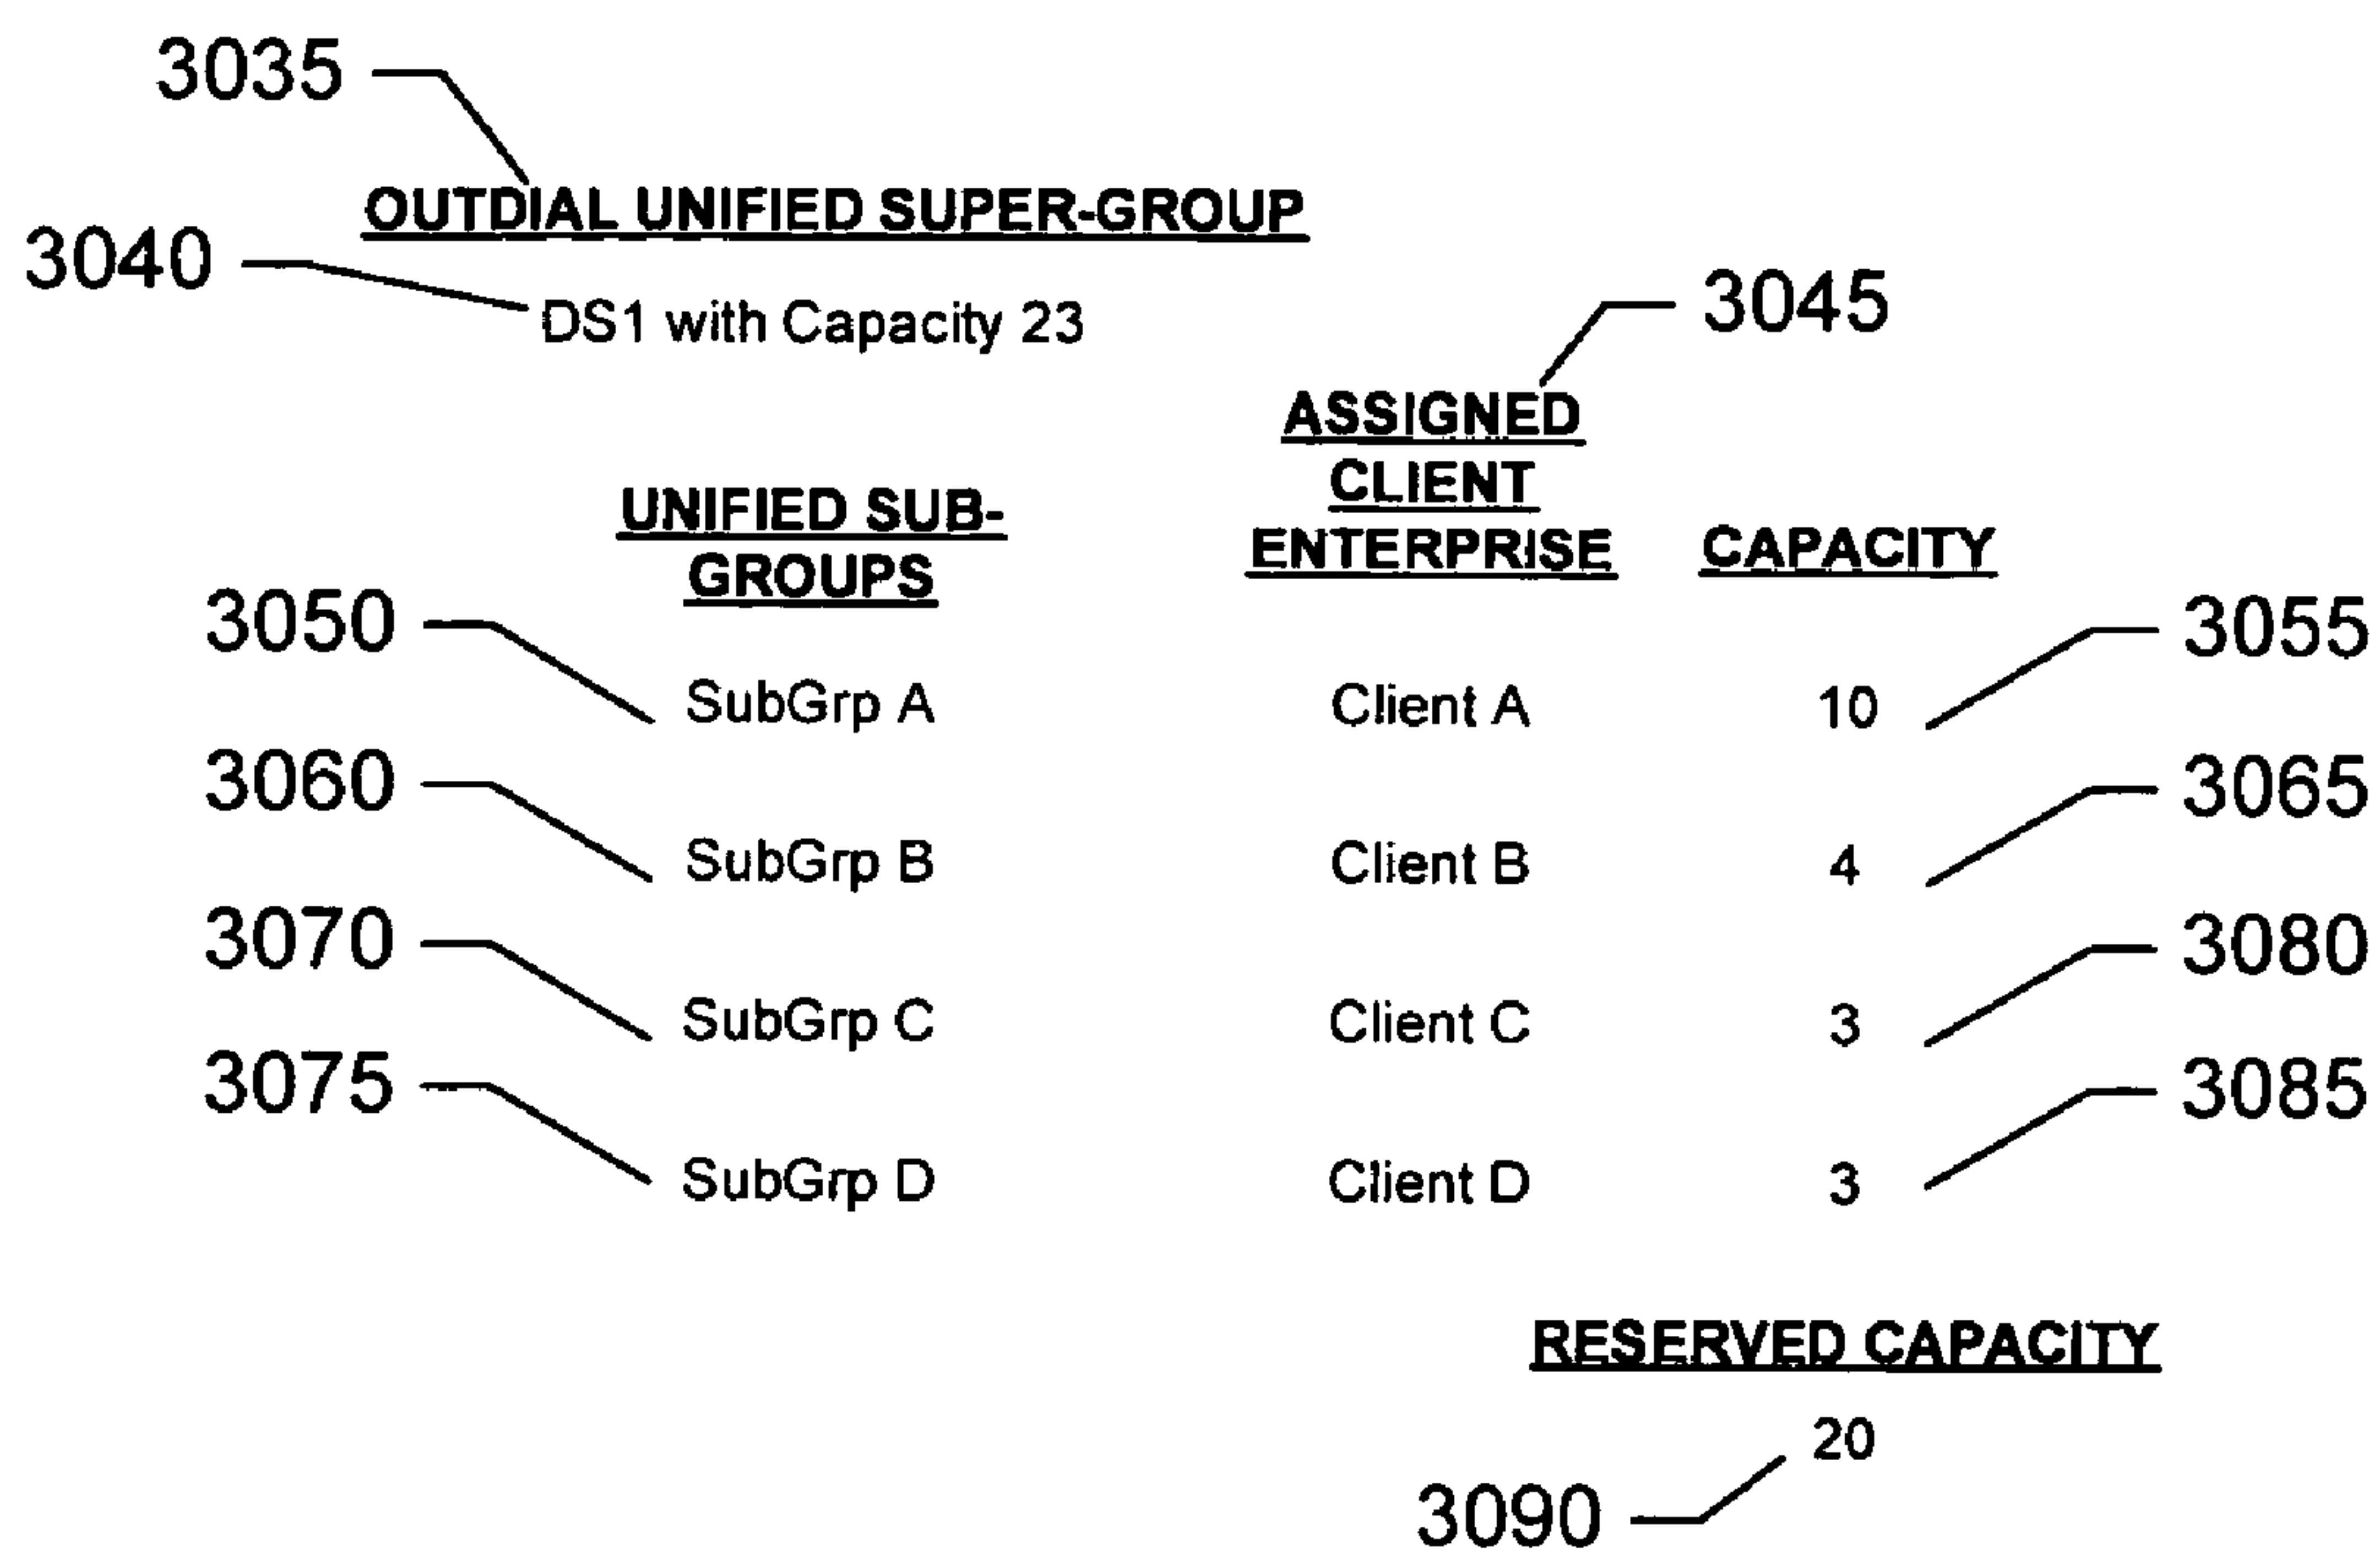 3035
OUTDIAL UNIFIED SUPER-GROUP
3040
DS1 with Capacity 23
3045
ASSIGNED
CLIENT
ENTERPRISE
UNIFIED SUB-
GROUPS
CAPACITY
3050
3055
SubGrp A Client A 10
3060
3065
SubGrp B Client B 4
3070
3080
SubGrp C Client C 3
3075
3085
SubGrp D Client D 3
RESERVED CAPACITY
20
3090